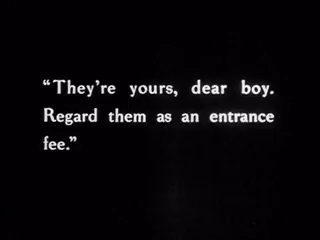 “They’re yours, dear boy.
Regard them as an entrance
fee.”